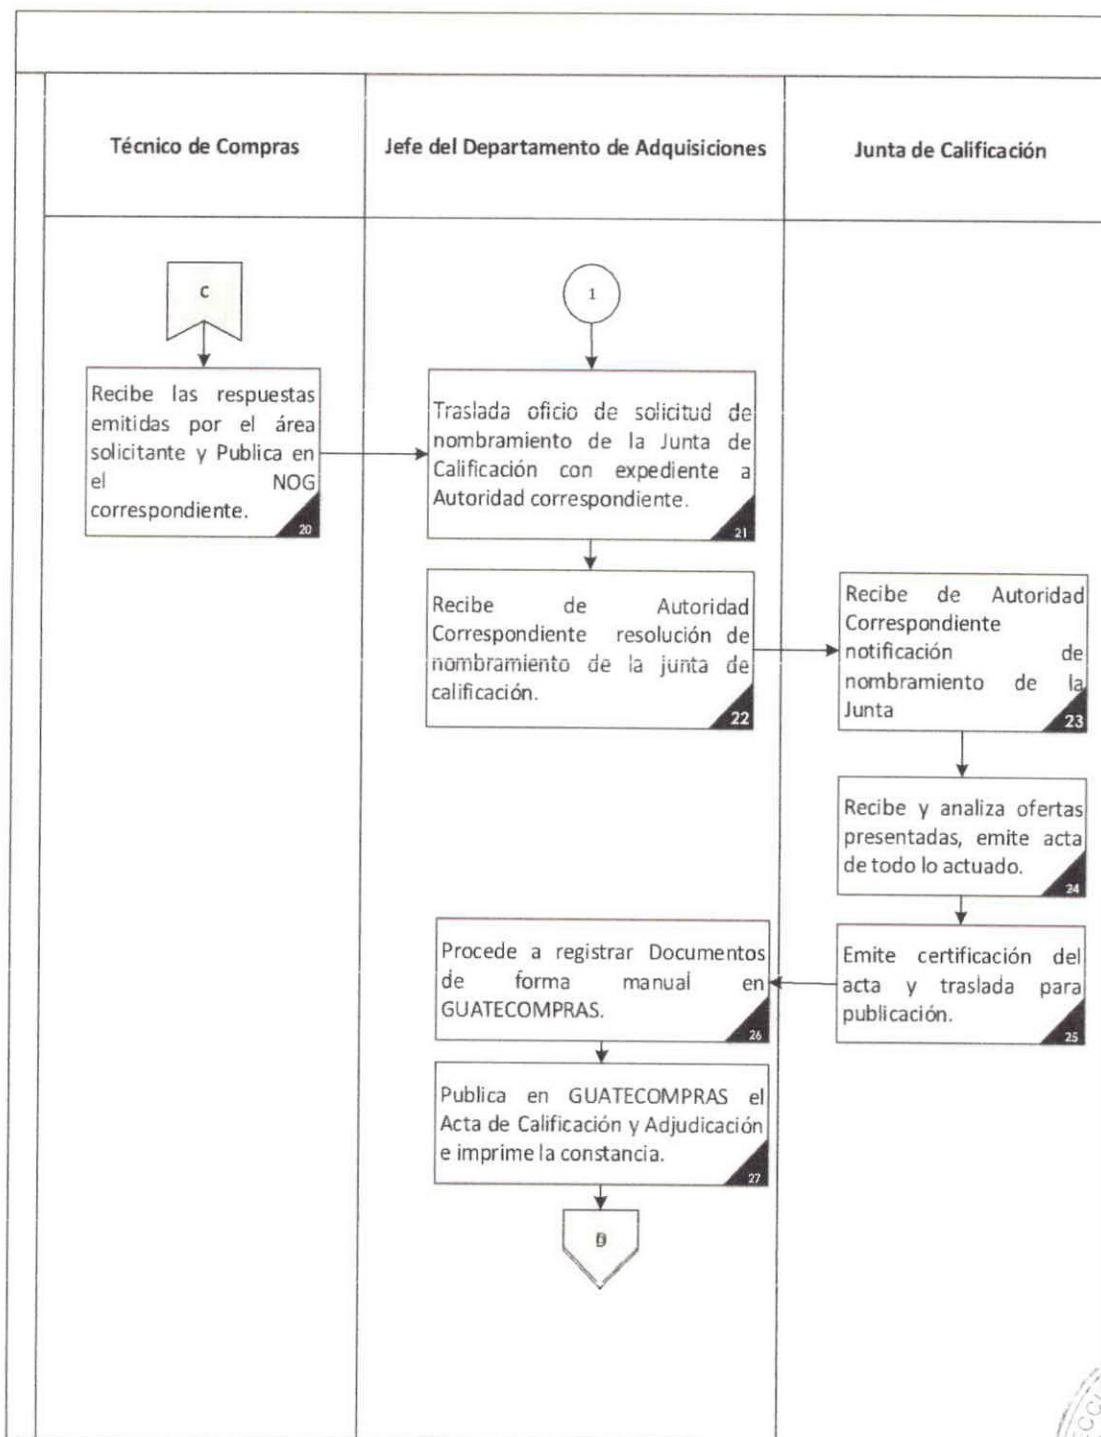 Técnico de Compras
Jefe del Departamento de Adquisiciones
Junta de Calificación
C
1
Recibe las respuestas
emitidas por el área
solicitante y Publica en
el NOG
correspondiente.
20
Traslada oficio de solicitud de
nombramiento de la Junta de
Calificación con expediente a
Autoridad correspondiente.
21
Recibe de Autoridad
Correspondiente resolución de
nombramiento de la junta de
calificación.
22
Recibe de Autoridad
Correspondiente
notificación de
nombramiento de la
Junta
23
Recibe y analiza ofertas
presentadas, emite acta
de todo lo actuado.
24
Emite certificación del
acta y traslada para
publicación.
25
Procede a registrar Documentos
de forma manual en
GUATECOMPRAS.
26
Publica en GUATECOMPRAS el
Acta de Calificación y Adjudicación
e imprime la constancia.
27
D